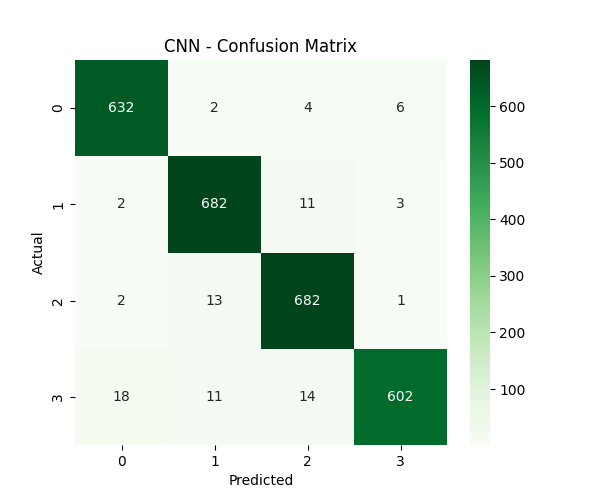 CNN - Confusion Matrix
0 632 2 4 6
1 2 682 11 3
2 2 13 682 1
3 18 11 14 602
0 1 2 3
Actual
Predicted
600
500
400
300
200
100